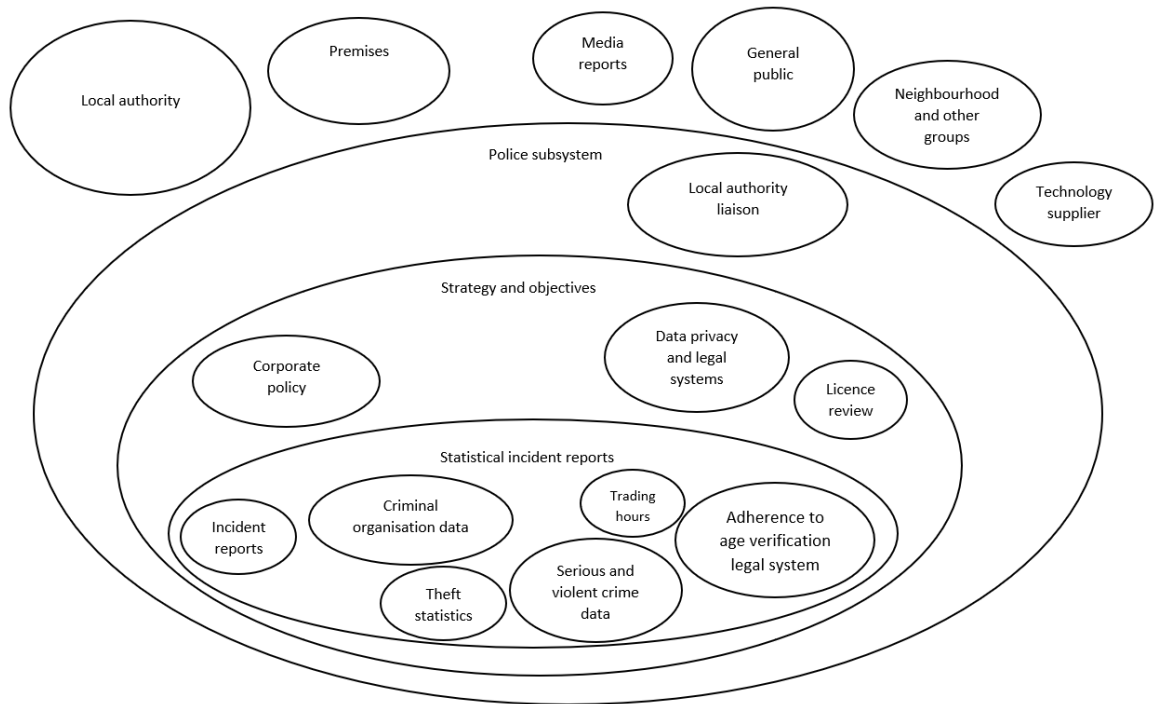 Local authority
Premises
Media
reports
General
public
Neighbourhood
and other
groups
Technology
supplier
Police subsystem
Local authority
liaison
Strategy and objectives
Corporate
policy
Data privacy
and legal
systems
Licence
review
Statistical incident reports
Incident
reports
Criminal
organisation data
Trading
hours
Adherence to
age verification
legal system
Theft
statistics
Serious and
violent crime
data